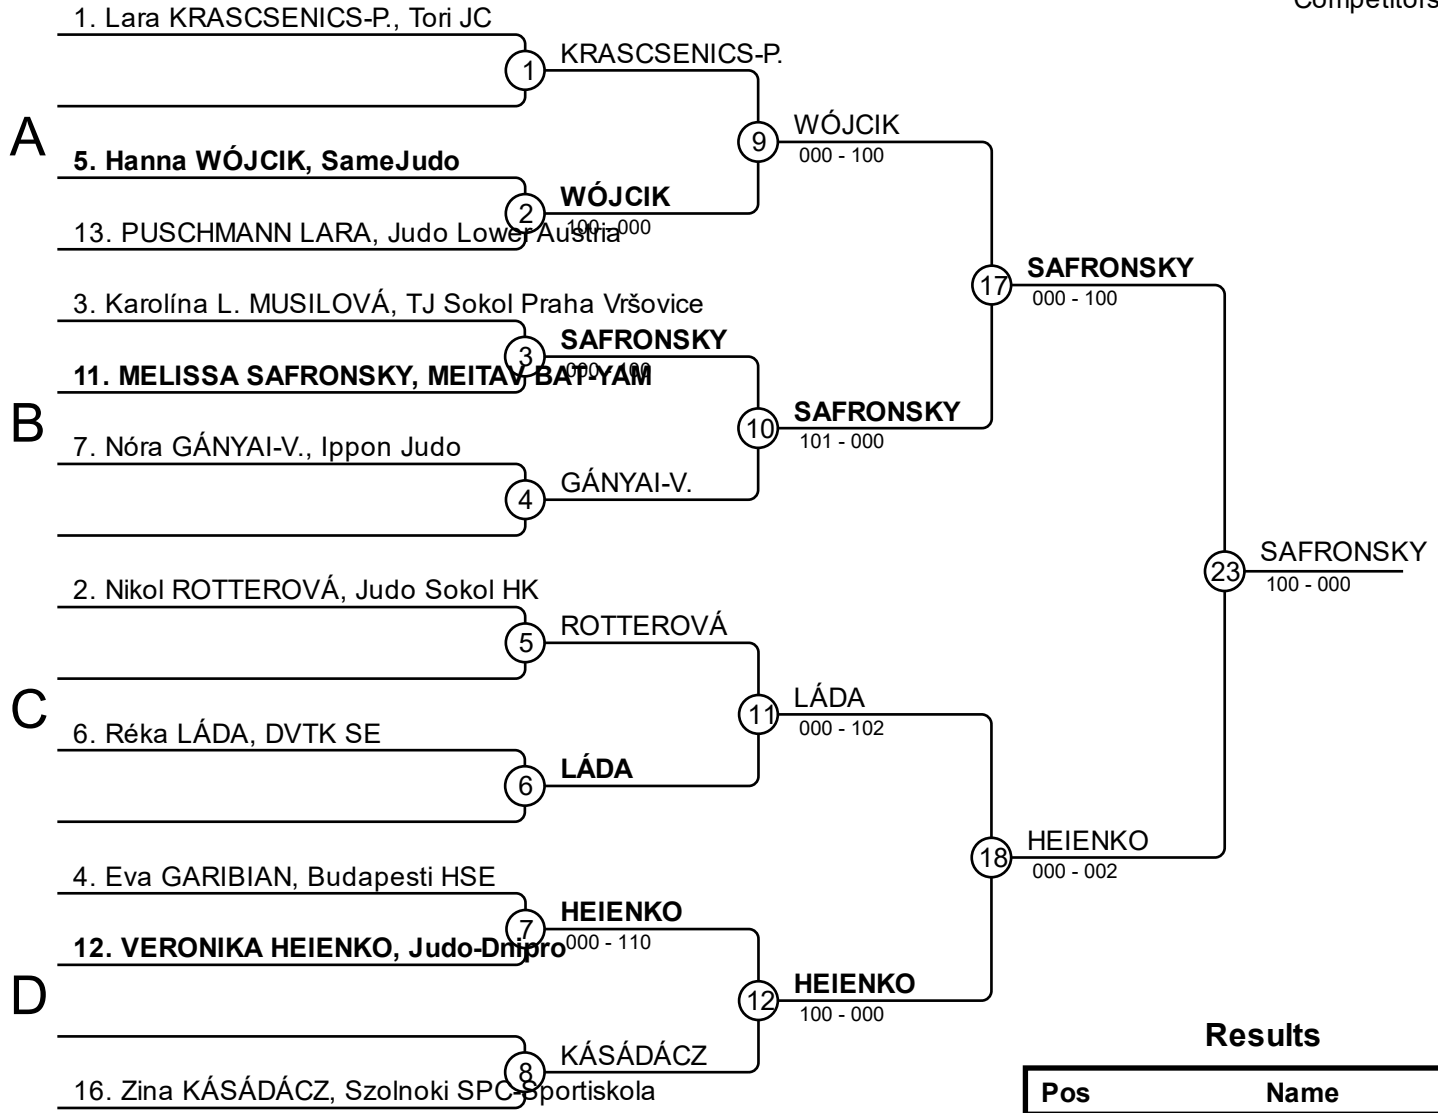 Competitors
1. Lara KRASCSENICS-P., Tori JC
1
KRASCSENICS-P.
A
9
WÓJCIK
000 - 100
5. Hanna WÓJCIK, SameJudo
2
WÓJCIK
100 - 000
13. PUSCHMANN LARA, Judo Lower Austria
17
SAFRONSKY
000 - 100
3. Karolína L. MUSILOVÁ, TJ Sokol Praha Vršovice
3
SAFRONSKY
000 - 100
11. MELISSA SAFRONSKY, MEITAV BAT-YAM
B
10
SAFRONSKY
101 - 000
7. Nóra GÁNYAI-V., Ippon Judo
4
GÁNYAI-V.
23
SAFRONSKY
100 - 000
2. Nikol ROTTEROVÁ, Judo Sokol HK
5
ROTTEROVÁ
C
11
LÁDA
000 - 102
6. Réka LÁDA, DVTK SE
6
LÁDA
18
HEIENKO
000 - 002
4. Eva GARIBIAN, Budapesti HSE
7
HEIENKO
000 - 110
12. VERONIKA HEIENKO, Judo-Dnipro
D
12
HEIENKO
100 - 000
8
KÁSÁDÁCZ
16. Zina KÁSÁDÁCZ, Szolnoki SPC-Sportiskola
Results
Pos Name